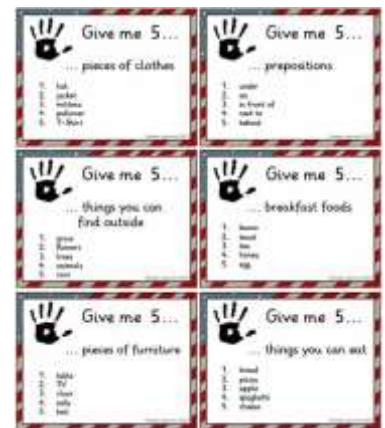 Give me 5...
... pieces of clothes
1. hat
2. jacket
3. mittens
4. pullover
5. T-Shirt
Give me 5...
... prepositions
1. under
2. on
3. in front of
4. next to
5. behind
Give me 5...
... things you can
find outside
1. grass
2. flowers
3. trees
4. animals
5.
Give me 5...
... breakfast foods
1. bacon
2.
3.
4. honey
5. egg
Give me 5...
... pieces of furniture
1. table
2. TV
3. chair
4. sofa
5. bed
Give me 5...
... things you can eat
1. bread
2. pizza
3. apple
4. spaghetti
5. cheese